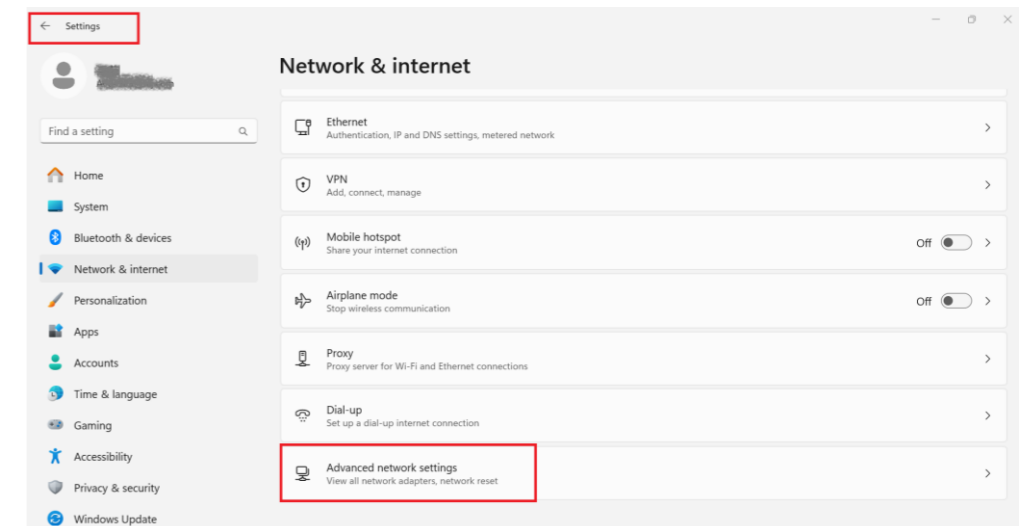 Settings
Network & internet
Find a setting
Home
System
Bluetooth & devices
Network & internet
Personalization
Apps
Accounts
Time & language
Gaming
Accessibility
Privacy & security
Windows Update
Ethernet
Authentication, IP and DNS settings, metered network
VPN
Add, connect, manage
Mobile hotspot
Share your internet connection
Off
Airplane mode
Stop wireless communication
Off
Proxy
Proxy server for Wi-Fi and Ethernet connections
Dial-up
Set up a dial-up internet connection
Advanced network settings
View all network adapters, network reset